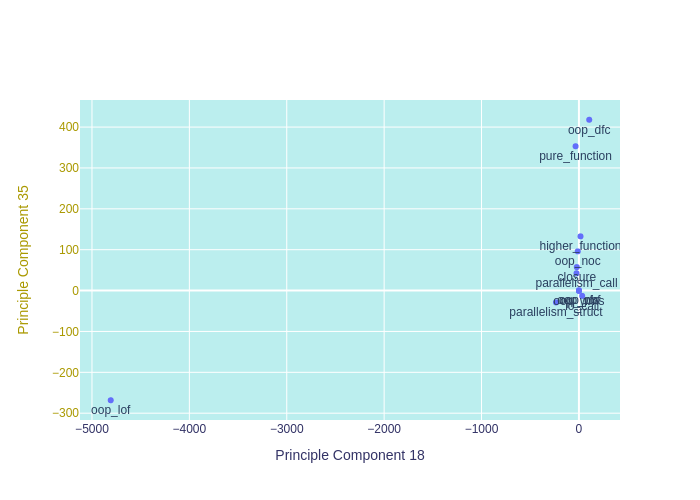 400
oop_dfc
pure_function
300
200
100
higher_function
oop_noc
closure
parallelism_call
0
parallelism_struct
−100
−200
−300
oop_lof
−5000 −4000 −3000 −2000 −1000 0
Principle Component 18
Principle Component 35